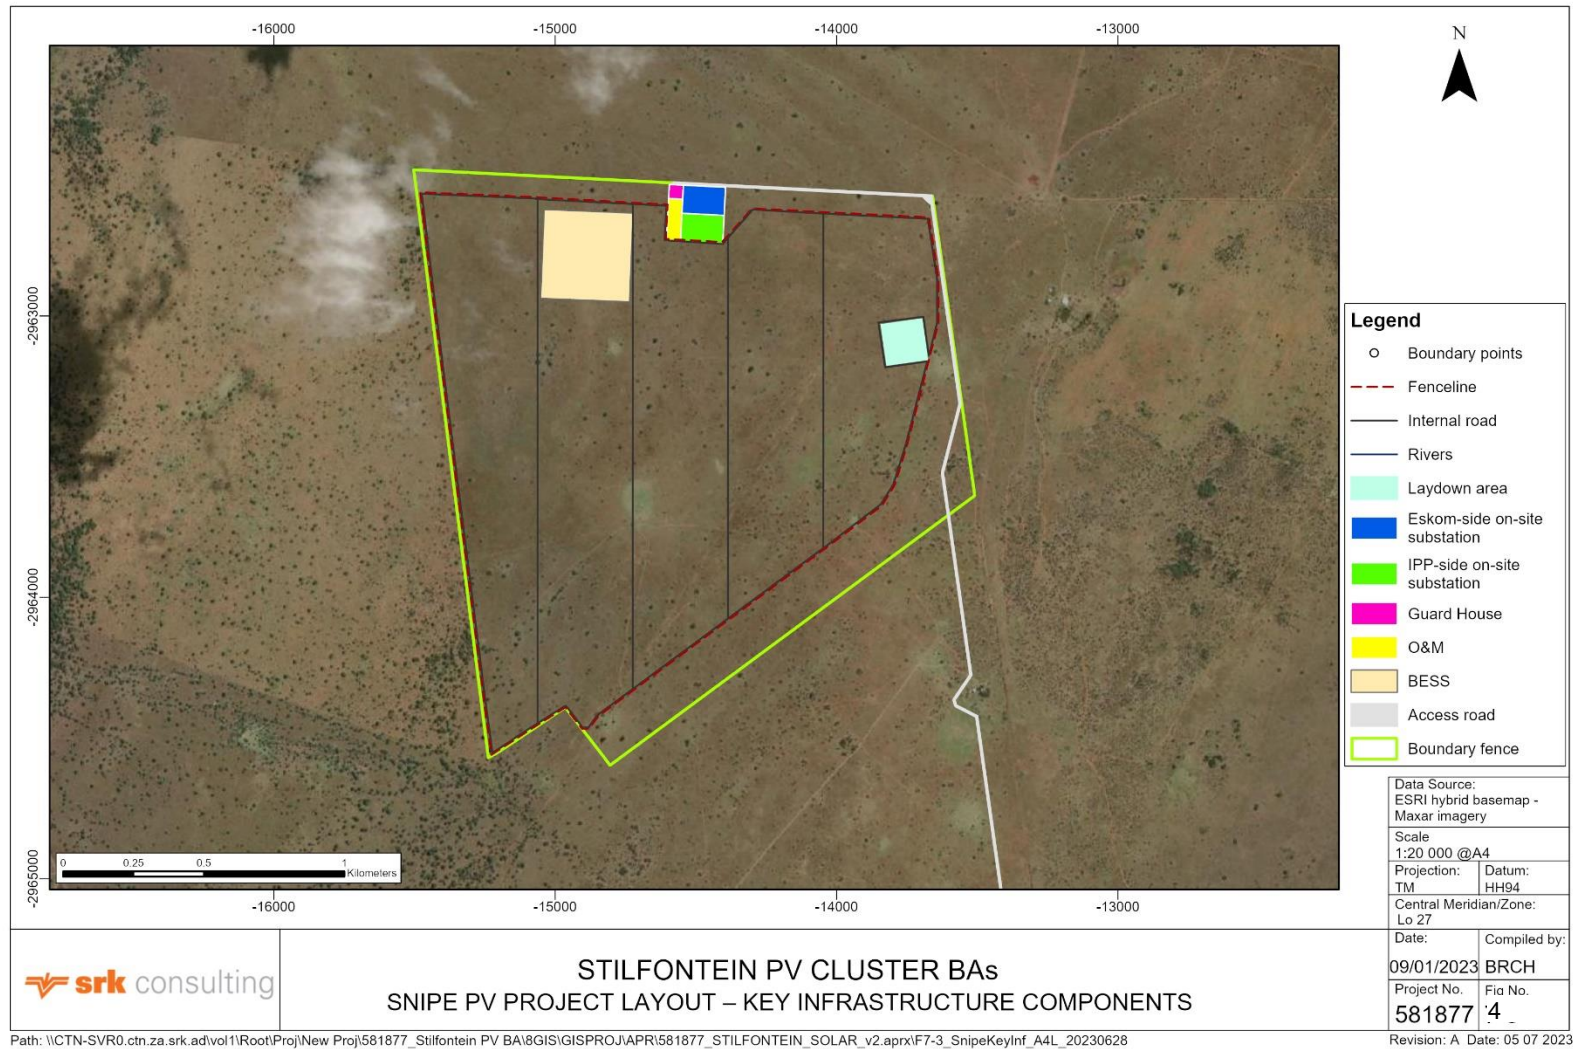 -16000
-15000
-14000
-13000
N
-2963000
-2964000
-2965000
Legend
Boundary points
Fenceline
Internal road
Rivers
Laydown area
Eskom-side on-site
substation
IPP-side on-site
substation
Guard House
O&M
BESS
Access road
Boundary fence
0 0.25 0.5 1
Kilometers
-16000
-15000
-14000
-13000
Data Source:
ESRI hybrid basemap -
Maxar imagery
Scale
1:20 000 @A4
Projection:
TM
Datum:
HH94
Central Meridian/Zone:
Lo 27
Date:
09/01/2023
Compiled by:
BRCH
Project No.
581877
Fig No.
4
srk consulting
STILFONTEIN PV CLUSTER BAs
SNIPE PV PROJECT LAYOUT – KEY INFRASTRUCTURE COMPONENTS
Path: \\CTN-SVR0.ctn.za.srk.ad\vol1\Root\Proj\New Proj\581877_Stilfontein PV BA\8GIS\GISPROJ\APR\581877_STILFONTEIN_SOLAR_v2.aprx\F7-3_SnipeKeyInf_A4L_20230628
Revision: A Date: 05 07 2023